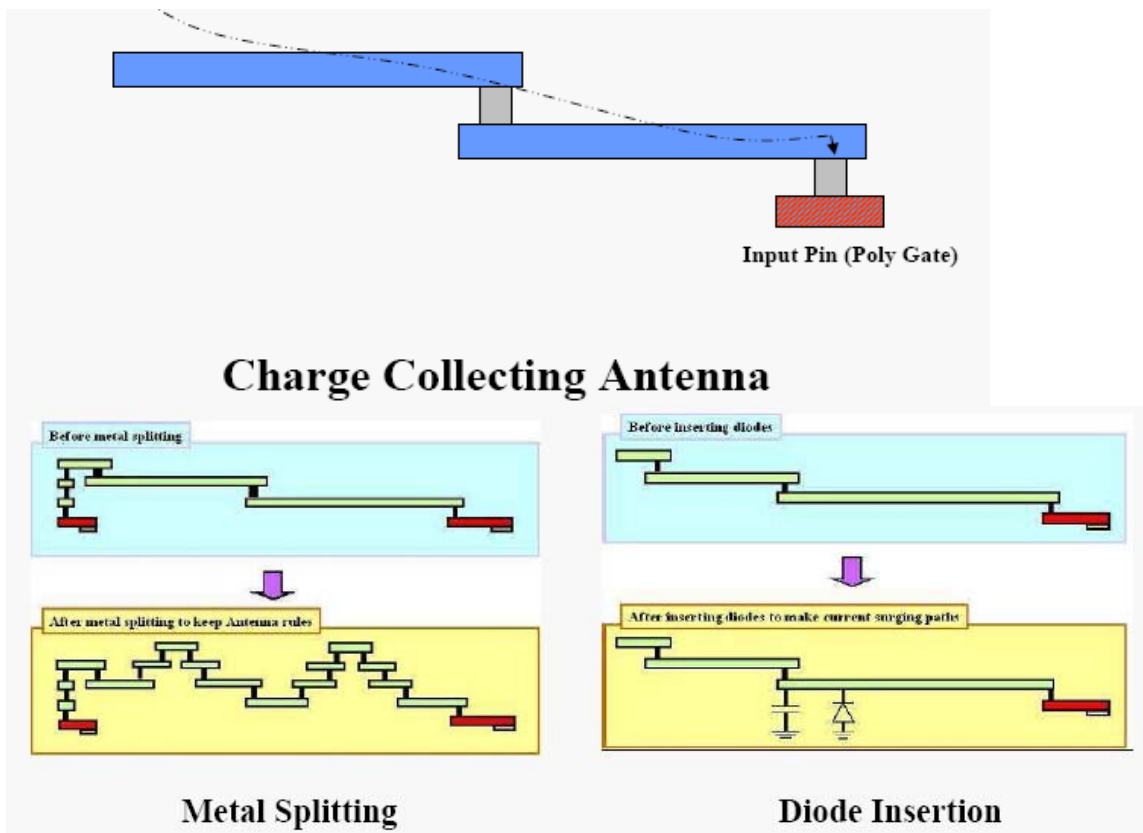 Input Pin (Poly Gate)
Charge Collecting Antenna
Before metal splitting
After metal splitting to keep Antenna rules
Metal Splitting
Before inserting diodes
After inserting diodes to make current surging paths
Diode Insertion